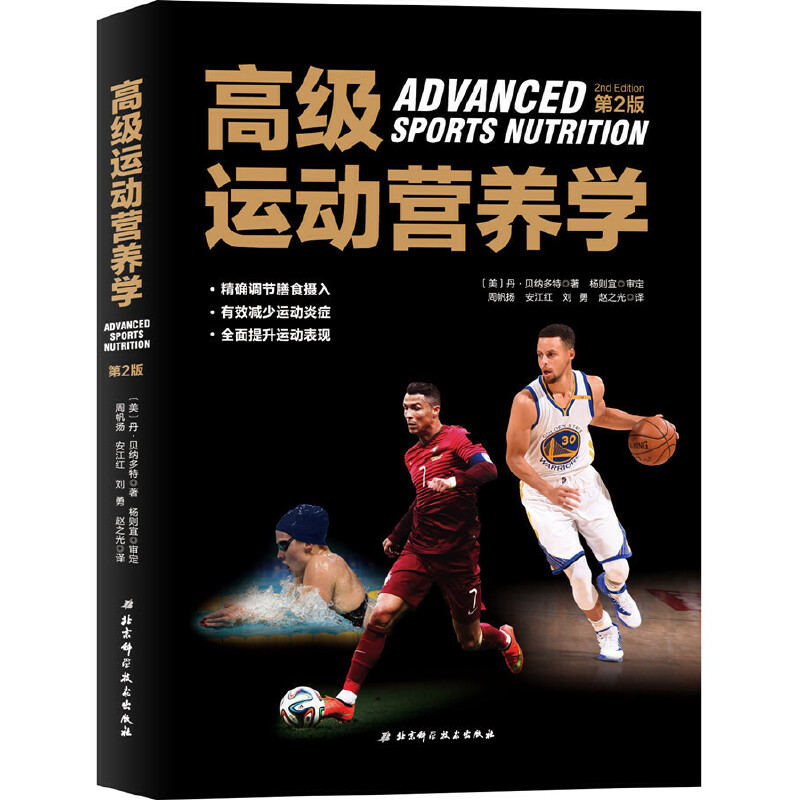 高级
运动营养学
ADVANCED
SPORTS NUTRITION
2nd Edition
第2版
• 精确调节膳食摄入
• 有效减少运动炎症
• 全面提升运动表现
[美]丹·贝纳多特◎著 杨则宜◎审定
周帆扬 安江红 刘勇 赵之光◎译
GOLDEN STATE
30
WARRIORS
7
7
北京科学技术出版社
高级运动营养学
ADVANCED
SPORTS
NUTRITION
第2版
[美]丹·贝纳多特◎著 杨则宜◎审定
周帆扬 安江红 刘勇 赵之光◎译
北京科学技术出版社